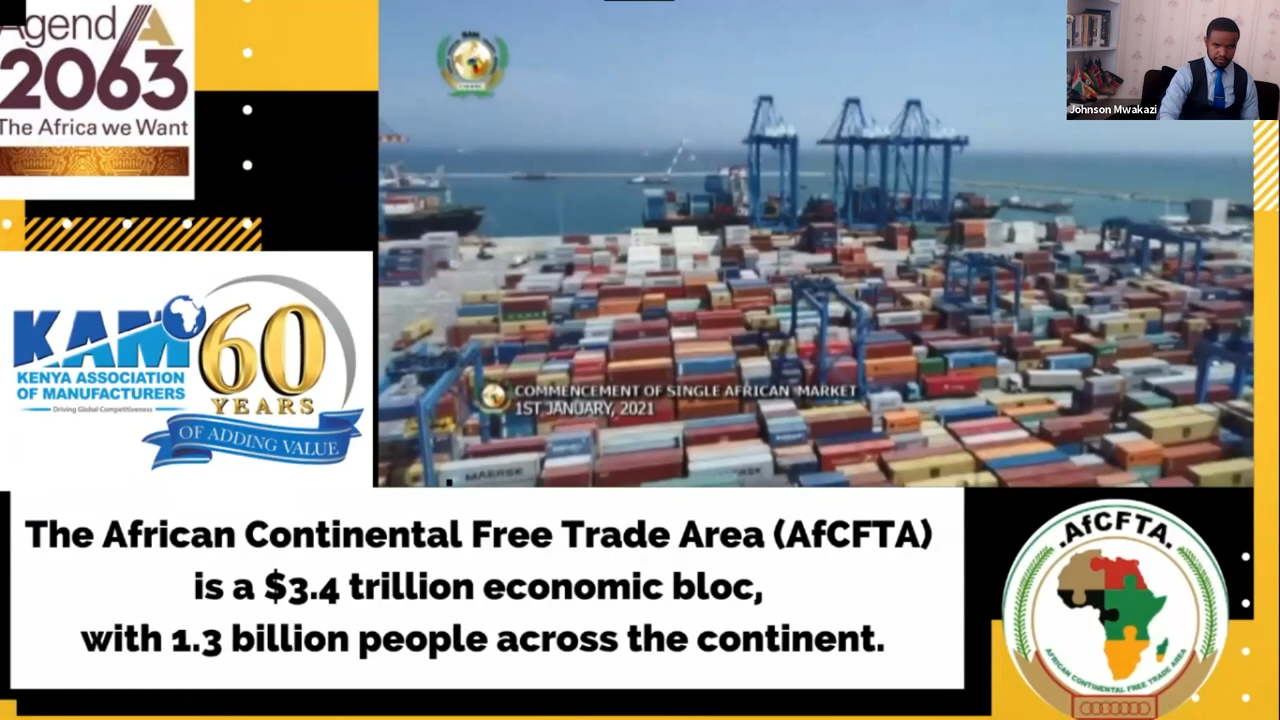 Agenda
2063
The Africa we Want
Johnson Mwakazi
COMMENCEMENT OF SINGLE AFRICAN MARKET
1ST JANUARY, 2021
MAERSK
KAM
60
KENYA ASSOCIATION
OF MANUFACTURERS
Driving Global Competitiveness
YEARS
OF ADDING VALUE
The African Continental Free Trade Area (AfCFTA)
is a $3.4 trillion economic bloc,
with 1.3 billion people across the continent.
.AfCFTA.
AFRICAN CONTINENTAL FREE TRADE AREA